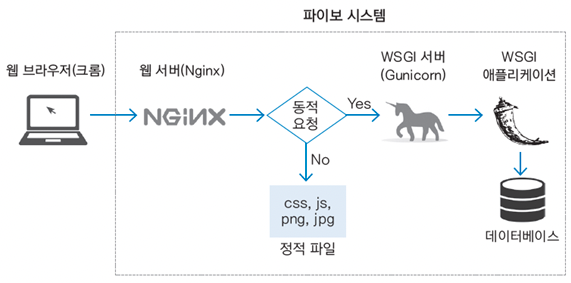 파이보 시스템
웹 브라우저(크롬)
웹 서버(Nginx)
NGiNX
동적
요청
Yes
No
WSGI 서버
(Gunicorn)
WSGI
애플리케이션
css, js,
png, jpg
정적 파일
데이터베이스